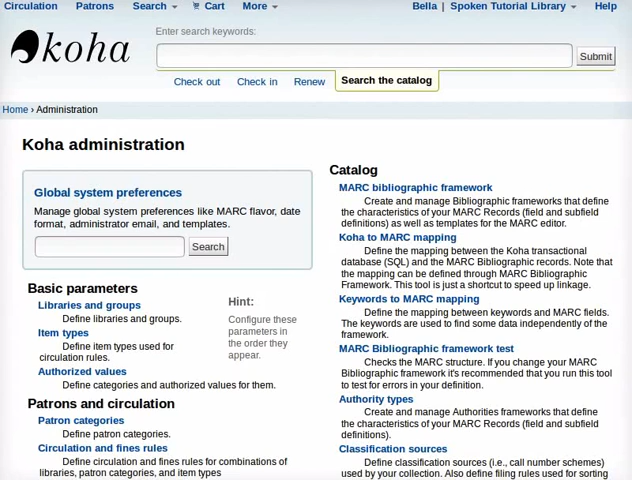 Circulation Patrons Search Cart More Bella | Spoken Tutorial Library Help
Enter search keywords:
koha
Submit
Check out Check in Renew Search the catalog
Home › Administration
Koha administration
Global system preferences
Manage global system preferences like MARC flavor, date
format, administrator email, and templates.
Search
Basic parameters
Libraries and groups
Define libraries and groups.
Item types
Define item types used for
circulation rules.
Authorized values
Define categories and authorized values for them.
Hint:
Configure these
parameters in
the order they
appear.
Patrons and circulation
Patron categories
Define patron categories.
Circulation and fines rules
Define circulation and fines rules for combinations of
libraries, patron categories, and item types
Catalog
MARC bibliographic framework
Create and manage Bibliographic frameworks that define
the characteristics of your MARC Records (field and subfield
definitions) as well as templates for the MARC editor.
Koha to MARC mapping
Define the mapping between the Koha transactional
database (SQL) and the MARC Bibliographic records. Note that
the mapping can be defined through MARC Bibliographic
Framework. This tool is just a shortcut to speed up linkage.
Keywords to MARC mapping
Define the mapping between keywords and MARC fields.
The keywords are used to find some data independently of the
framework.
MARC Bibliographic framework test
Checks the MARC structure. If you change your MARC
Bibliographic framework it's recommended that you run this tool
to test for errors in your definition.
Authority types
Create and manage Authorities frameworks that define
the characteristics of your MARC Records (field and subfield
definitions).
Classification sources
Define classification sources (i.e., call number schemes)
used by your collection. Also define filing rules used for sorting